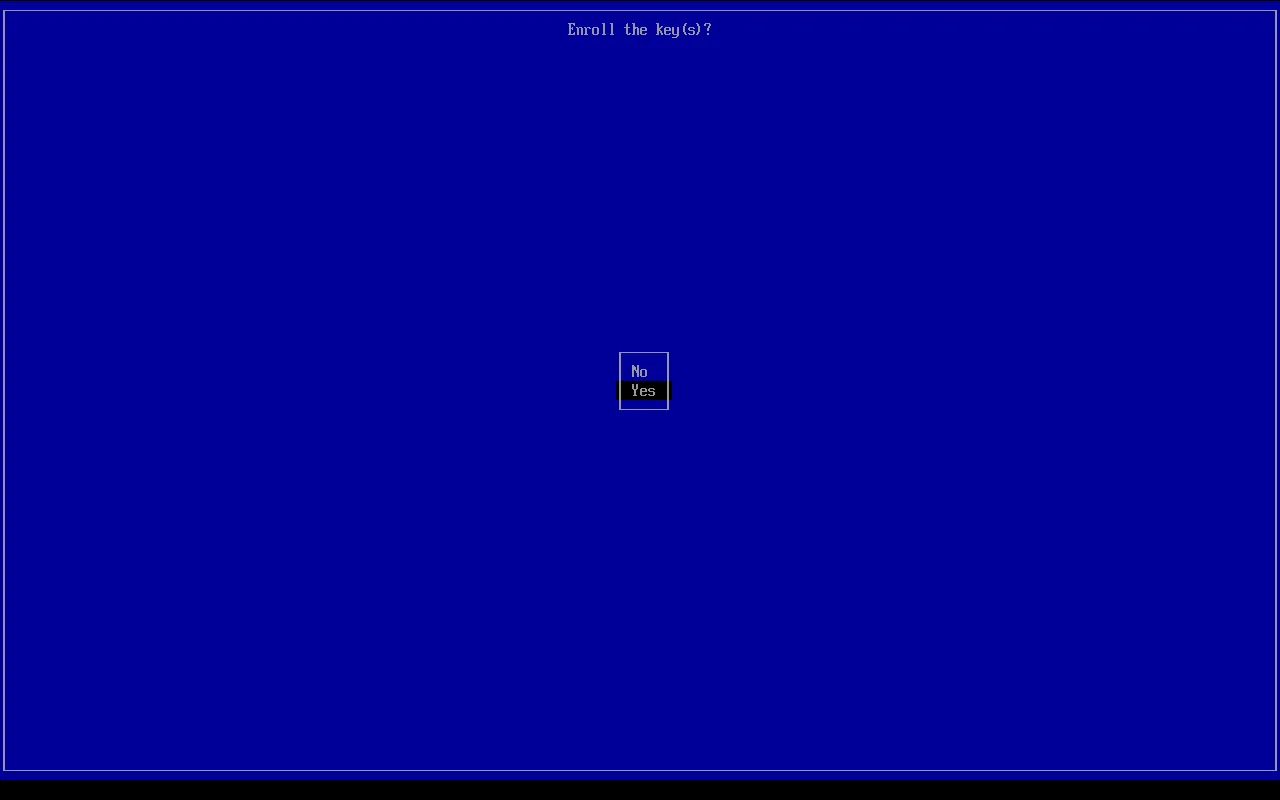 Enroll the key(s)?
No
Yes